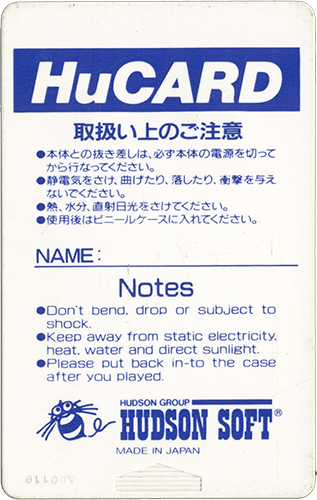 HuCARD
取扱い上のご注意
●本体との抜き差しは、必ず本体の電源を切って
から行なってください。
●静電気をさけ、曲げたり、落したり、衝撃を与え
ないでください。
●熱、水分、直射日光をさけてください。
●使用後はビニールケースに入れてください。
NAME:
Notes
●Don't bend, drop or subject to
shock.
●Keep away from static electricity,
heat, water and direct sunlight.
●Please put back in-to the case
after you played.
HUDSON GROUP
HUDSON SOFT®
MADE IN JAPAN